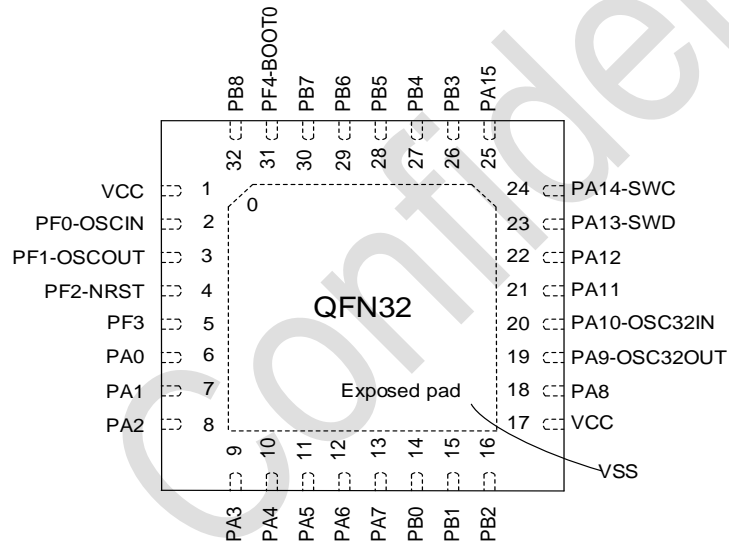 PB8
PF4-BOOT0
PB7
PB6
PB5
PB4
PB3
PA15
32
31
30
29
28
27
26
25
VCC 1
PF0-OSCIN 2
PF1-OSCOUT 3
PF2-NRST 4
PF3 5
PA0 6
PA1 7
PA2 8
0
QFN32
Exposed pad
24 PA14-SWC
23 PA13-SWD
22 PA12
21 PA11
20 PA10-OSC32IN
19 PA9-OSC32OUT
18 PA8
17 VCC
VSS
9
10
11
12
13
14
15
16
PA3
PA4
PA5
PA6
PA7
PB0
PB1
PB2
Confide